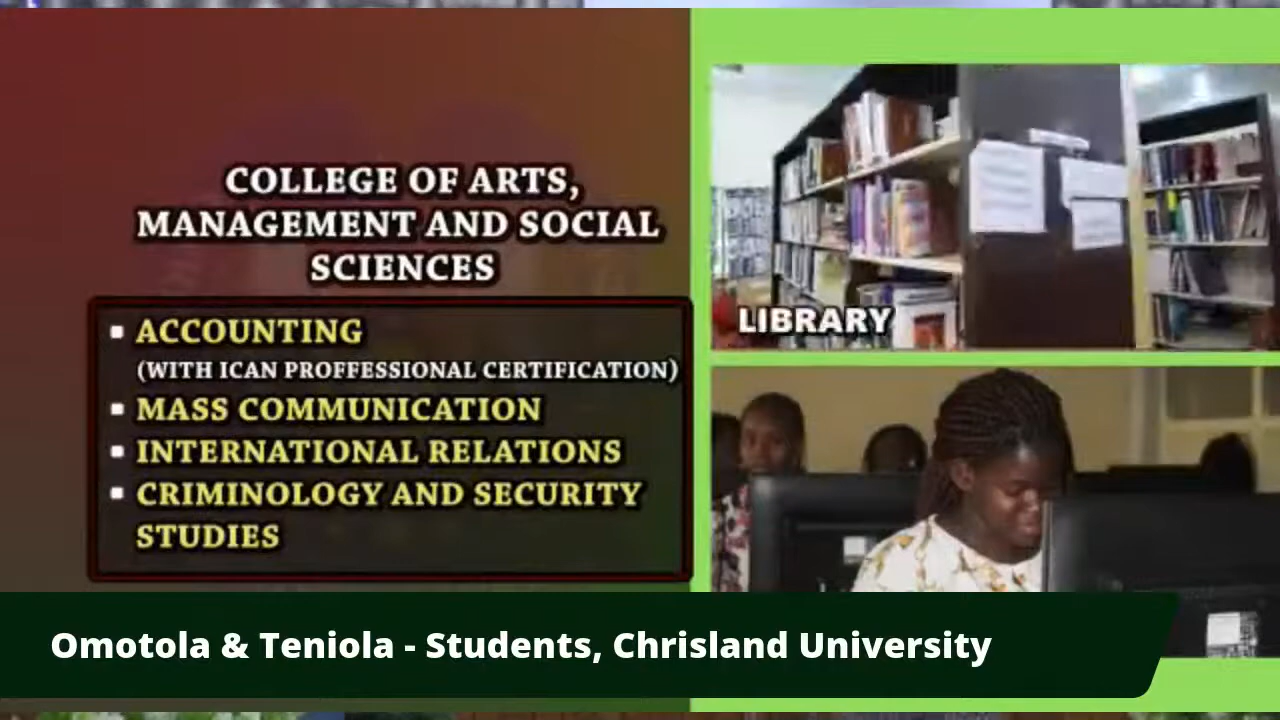 COLLEGE OF ARTS,
MANAGEMENT AND SOCIAL
SCIENCES
▪ ACCOUNTING
(WITH ICAN PROFFESSIONAL CERTIFICATION)
▪ MASS COMMUNICATION
▪ INTERNATIONAL RELATIONS
▪ CRIMINOLOGY AND SECURITY
STUDIES
LIBRARY
Omotola & Teniola - Students, Chrisland University